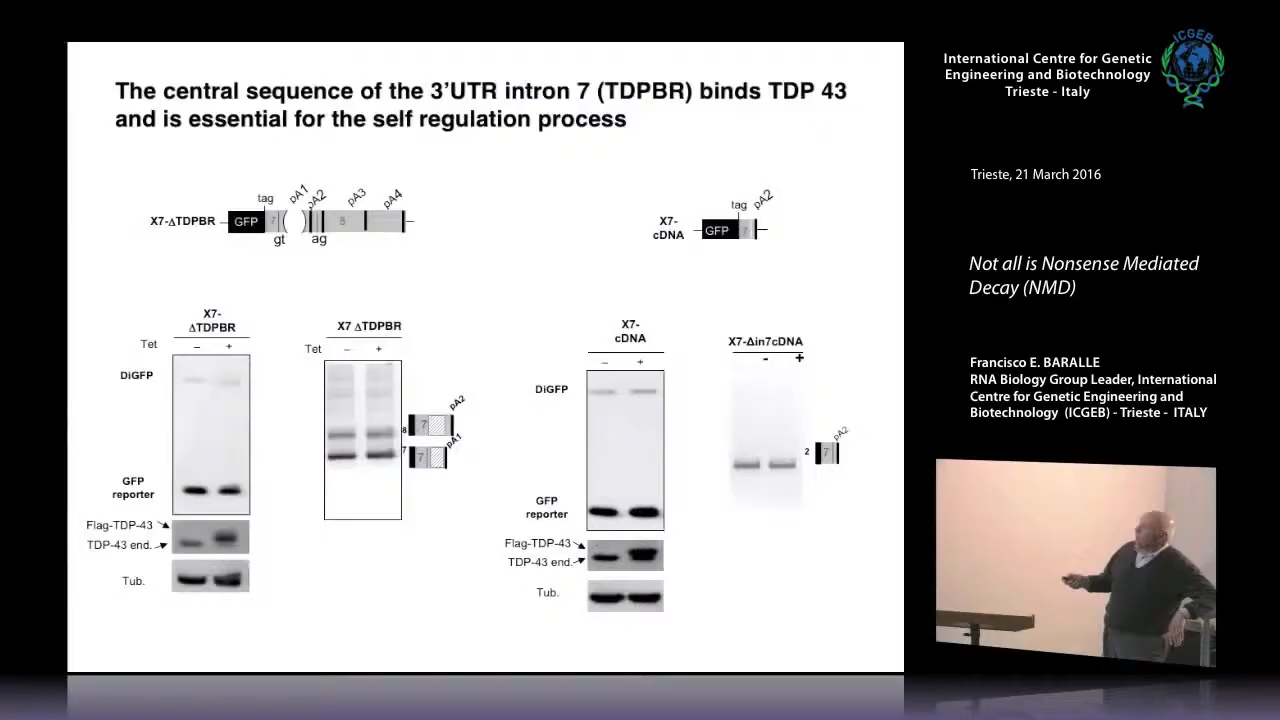 The central sequence of the 3'UTR intron 7 (TDPBR) binds TDP 43
and is essential for the self regulation process
tag pA1 pA2 pA3 pA4
X7-ΔTDPBR GFP 7 8
gt ag
tag pA2
X7-
cDNA
GFP 7
X7-
ΔTDPBR
Tet – +
DiGFP
GFP
reporter
Flag-TDP-43
TDP-43 end.
Tub.
X7 ΔTDPBR
Tet – +
8 7 pA2
7 7 pA1
X7-
cDNA
– +
DiGFP
GFP
reporter
Flag-TDP-43
TDP-43 end.
Tub.
X7-Δin7cDNA
- +
2 7 pA2
ICGEB
International Centre for Genetic
Engineering and Biotechnology
Trieste - Italy
Trieste, 21 March 2016
Not all is Nonsense Mediated
Decay (NMD)
Francisco E. BARALLE
RNA Biology Group Leader, International
Centre for Genetic Engineering and
Biotechnology (ICGEB) - Trieste - ITALY